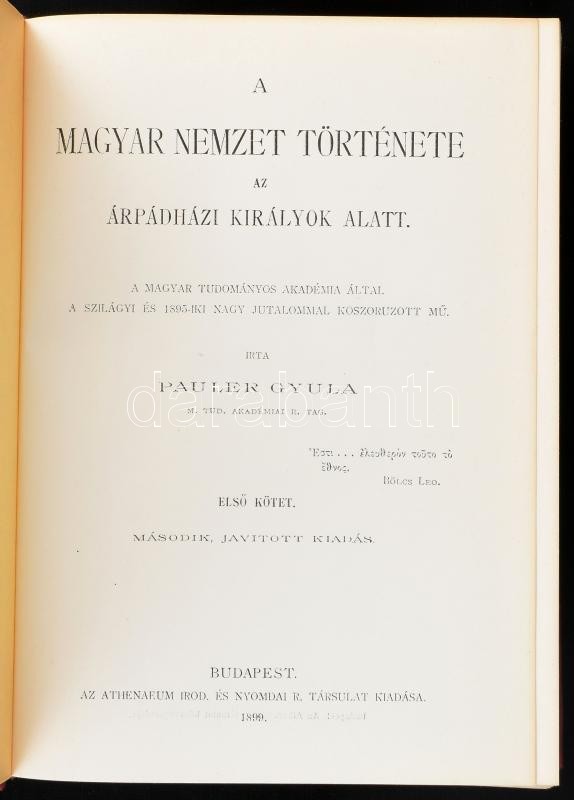 A
MAGYAR NEMZET TÖRTÉNETE
AZ
ÁRPÁDHÁZI KIRÁLYOK ALATT.
A MAGYAR TUDOMÁNYOS AKADÉMIA ÁLTAL
A SZILÁGYI ÉS 1895-IKI NAGY JUTALOMMAL KOSZORUZOTT MŰ.
IRTA
PAULER GYULA
darabanth
M. TUD. AKADÉMIAI R. TAG.
Ἔστι ... ἐλευθερὸν τοῦτο τὸ
ἔθνος.
BÖLCS LEO.
ELSŐ KÖTET.
MÁSODIK, JAVITOTT KIADÁS.
BUDAPEST.
AZ ATHENAEUM IROD. ÉS NYOMDAI R. TÁRSULAT KIADÁSA.
1899.